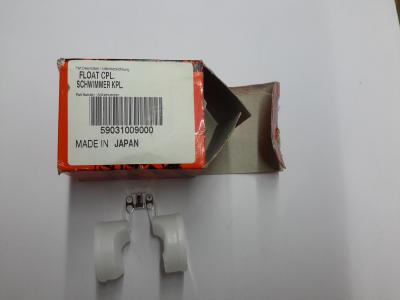 FLOAT CPL.
SCHWIMMER KPL.
59031009000
MADE IN JAPAN